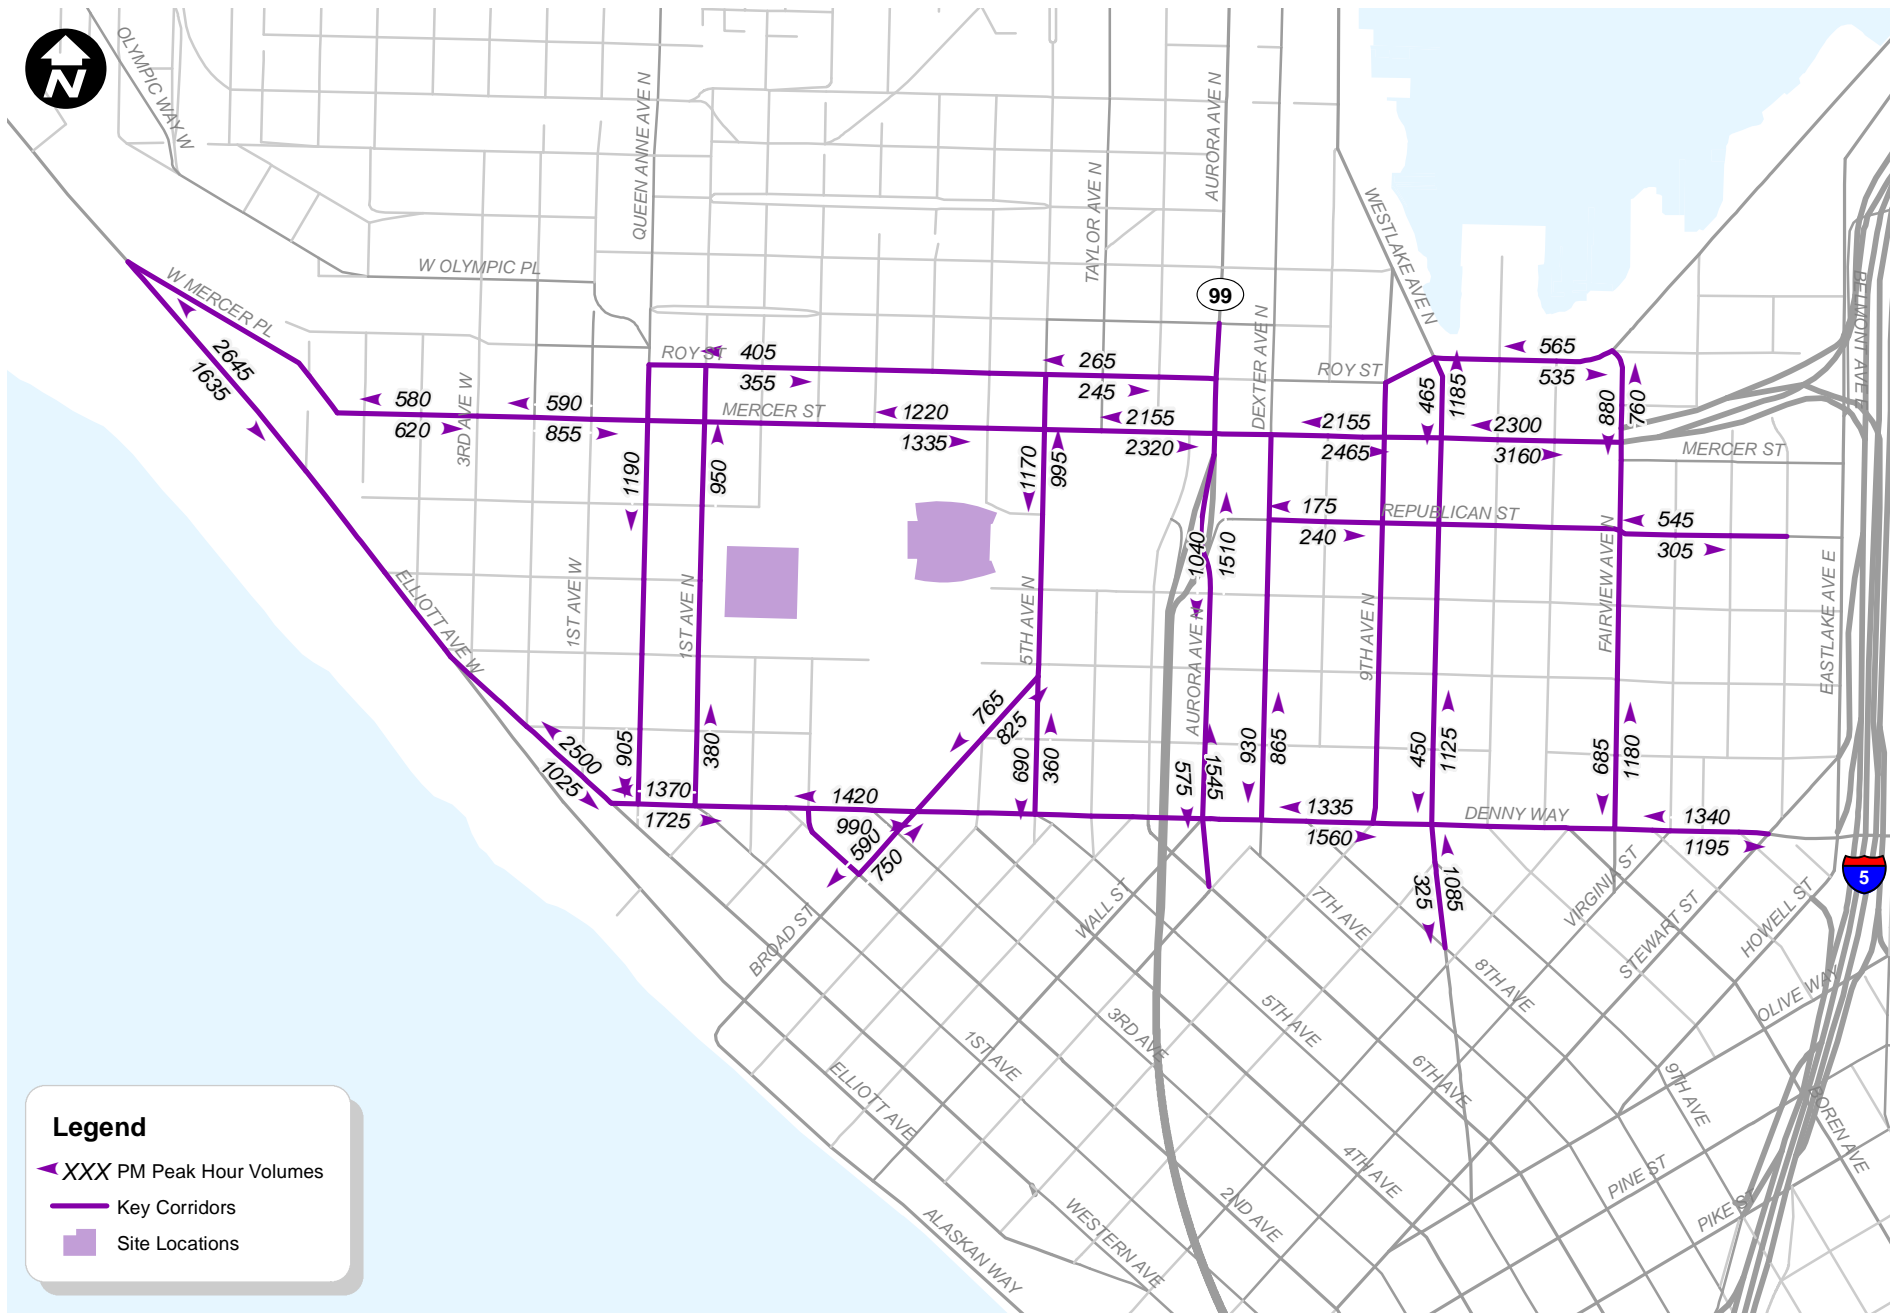 N
OLYMPIC WAY W
QUEEN ANNE AVE N
TAYLOR AVE N
AURORA AVE N
WESTLAKE AVE N
BELMONT AVE E
W OLYMPIC PL
W MERCER PL
99
DEXTER AVE N
ROY ST
405
355
265
245
ROY ST
565
535
465
1185
880
760
2645
1635
580
620
3RD AVE W
590
855
MERCER ST
1220
1335
2155
2320
2155
2465
2300
3160
MERCER ST
1190
950
1170
995
175
240
REPUBLICAN ST
545
305
1040
1510
ELLIOTT AVE W
1ST AVE W
1ST AVE N
5TH AVE N
AURORA AVE N
9TH AVE N
FAIRVIEW AVE N
EASTLAKE AVE E
765
825
2500
1025
905
380
690
360
575
1545
930
865
450
1125
685
1180
1370
1725
1420
990
590
750
1335
1560
DENNY WAY
1340
1195
325
1085
5
BROAD ST
WALL ST
7TH AVE
VIRGINIA ST
STEWART ST
HOWELL ST
8TH AVE
OLIVE WAY
5TH AVE
3RD AVE
1ST AVE
6TH AVE
9TH AVE
BOREN AVE
ELLIOTT AVE
4TH AVE
PINE ST
PIKE ST
2ND AVE
WESTERN AVE
ALASKAN WAY
Legend
XXX PM Peak Hour Volumes
Key Corridors
Site Locations